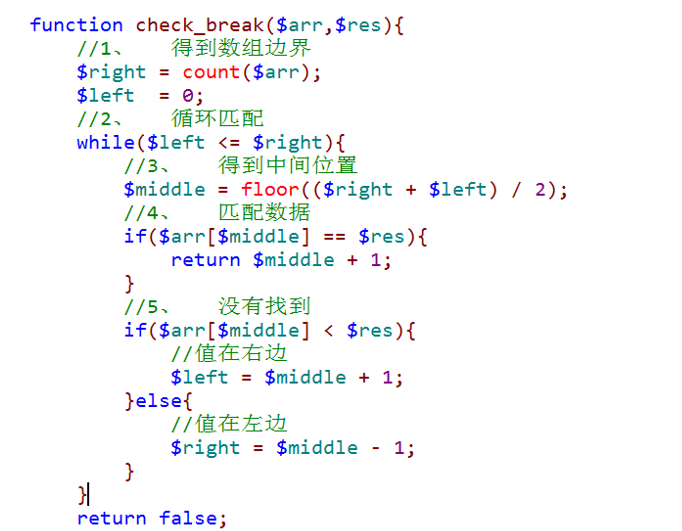 function check_break($arr,$res){
//1、 得到数组边界
$right = count($arr);
$left = 0;
//2、 循环匹配
while($left <= $right){
//3、 得到中间位置
$middle = floor(($right + $left) / 2);
//4、 匹配数据
if($arr[$middle] == $res){
return $middle + 1;
}
//5、 没有找到
if($arr[$middle] < $res){
//值在右边
$left = $middle + 1;
}else{
//值在左边
$right = $middle - 1;
}
}
return false;